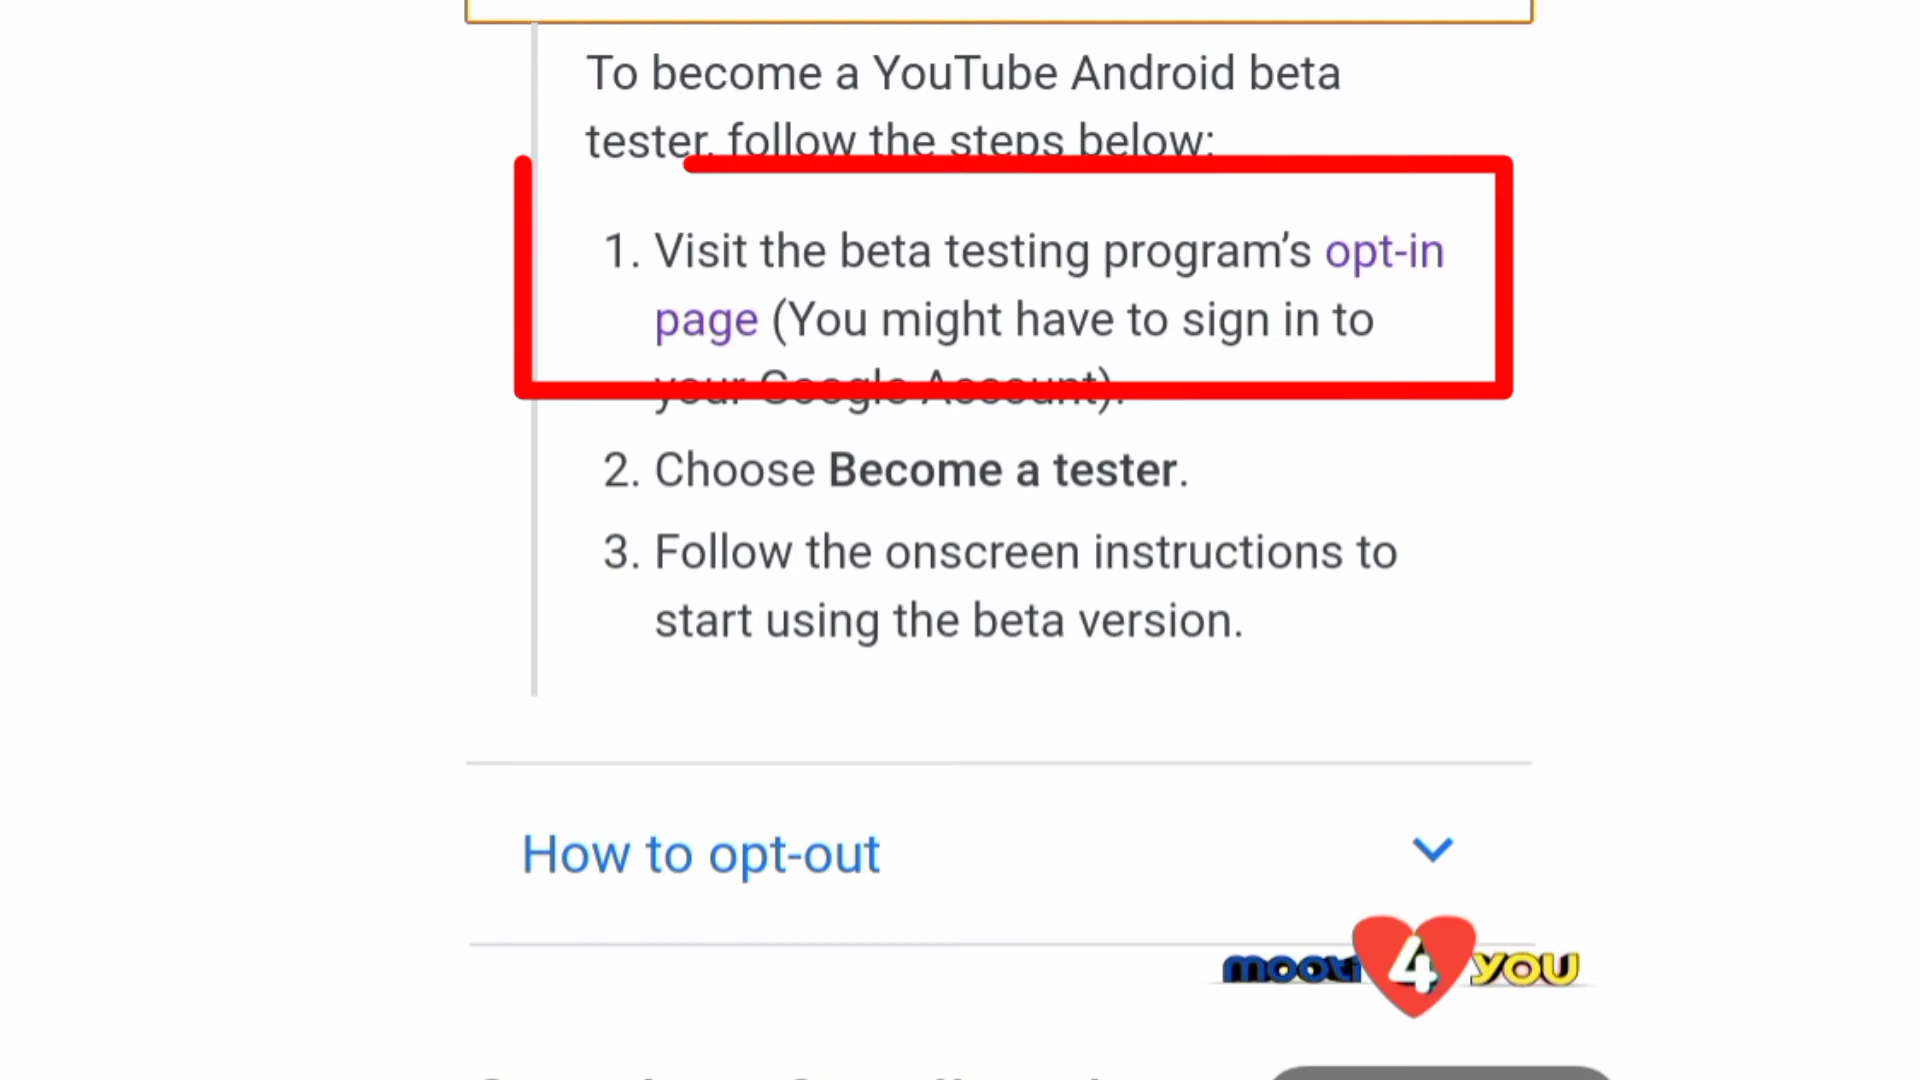 To become a YouTube Android beta
tester, follow the steps below:
1. Visit the beta testing program’s opt-in
page (You might have to sign in to
your Google Account).
2. Choose Become a tester.
3. Follow the onscreen instructions to
start using the beta version.
How to opt-out
mooti 4 YOU